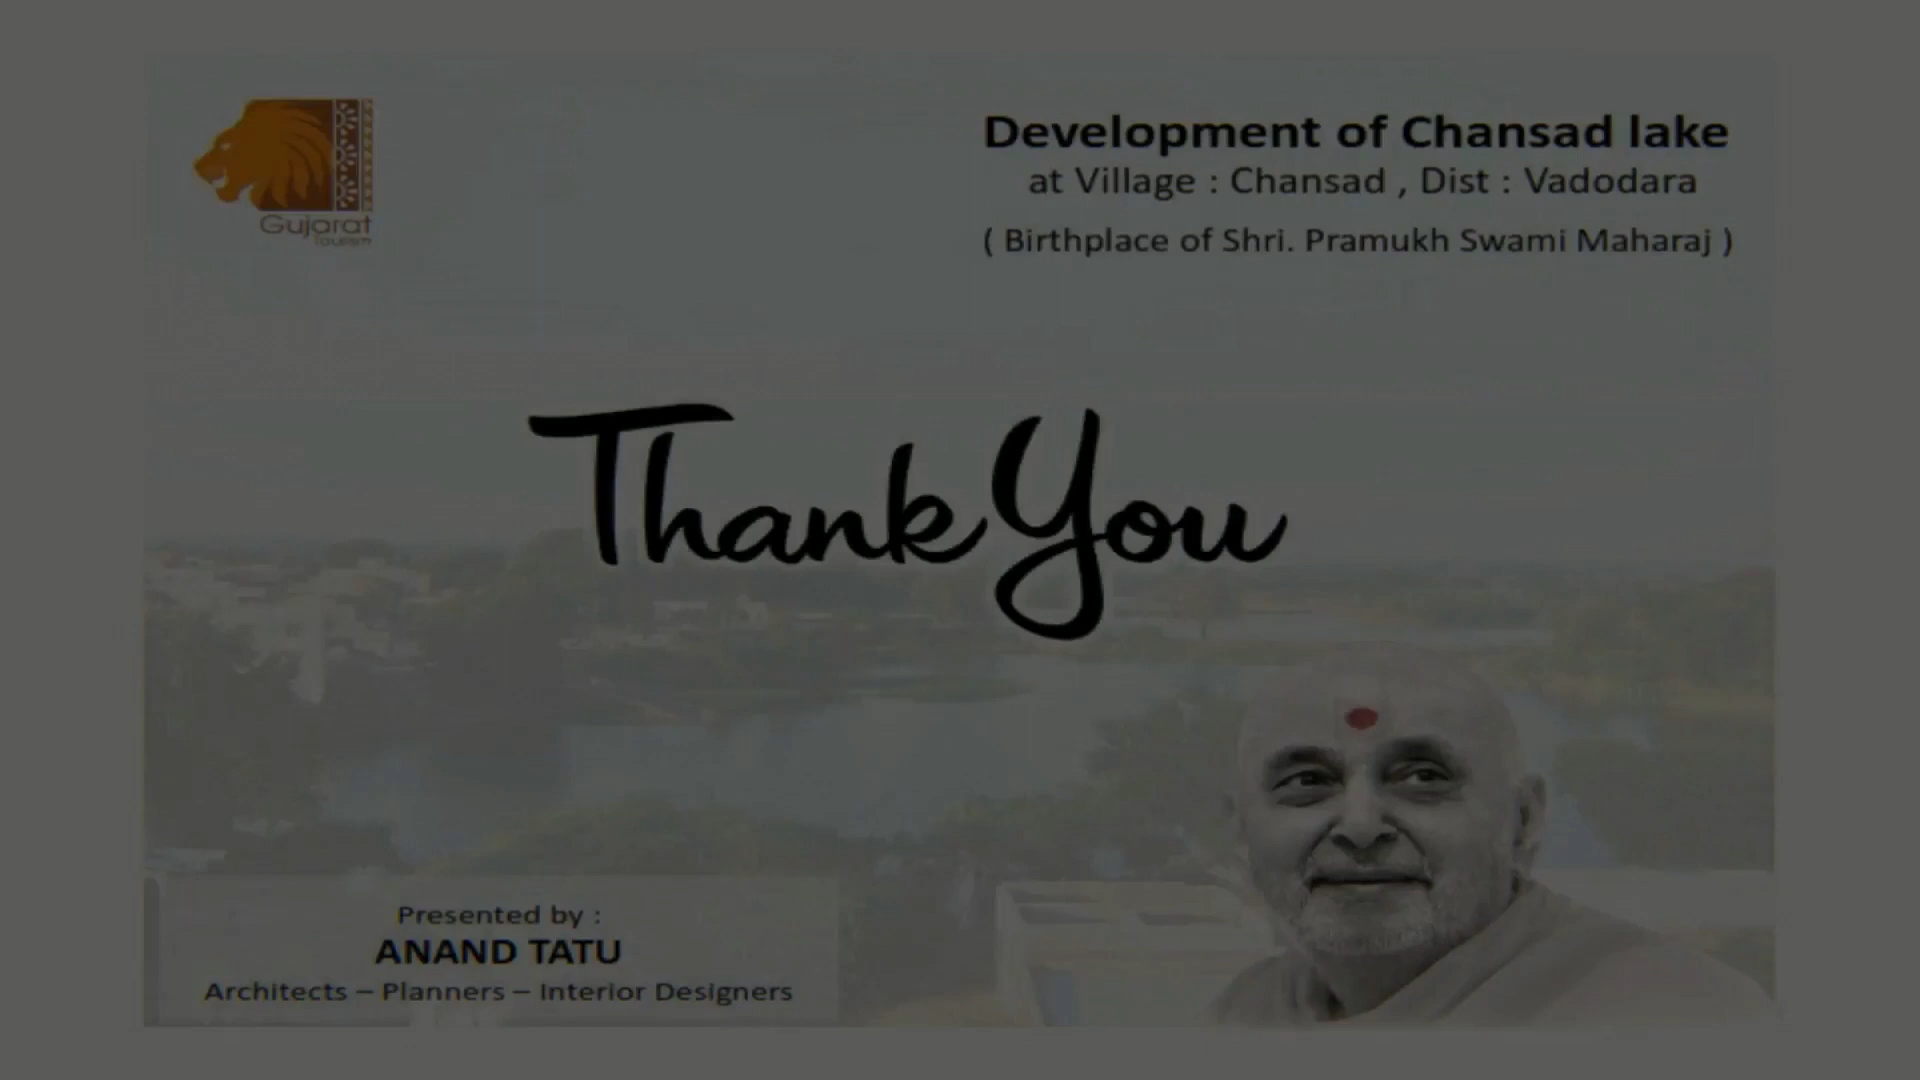 Gujarat
Tourism
Development of Chansad lake
at Village : Chansad , Dist : Vadodara
( Birthplace of Shri. Pramukh Swami Maharaj )
Thank You
Presented by :
ANAND TATU
Architects – Planners – Interior Designers